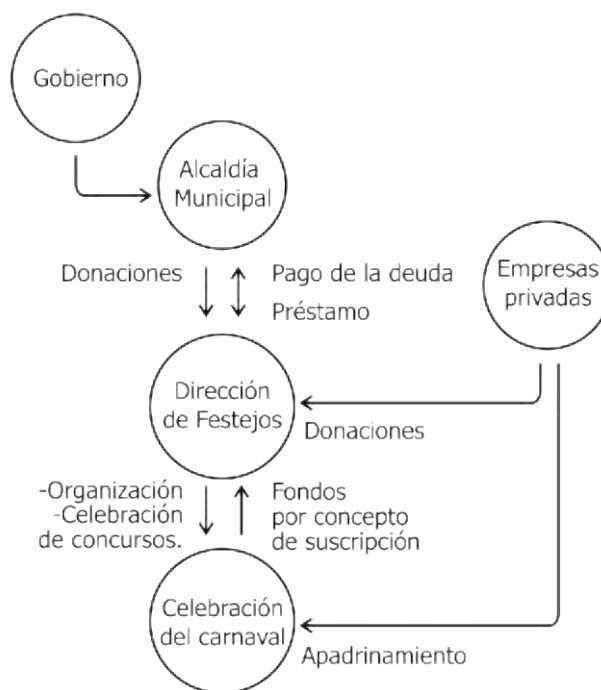 Gobierno
Alcaldía
Municipal
Donaciones
Pago de la deuda
Préstamo
Empresas
privadas
Dirección
de Festejos
Donaciones
-Organización
-Celebración
de concursos.
Fondos
por concepto
de suscripción
Celebración
del carnaval
Apadrinamiento